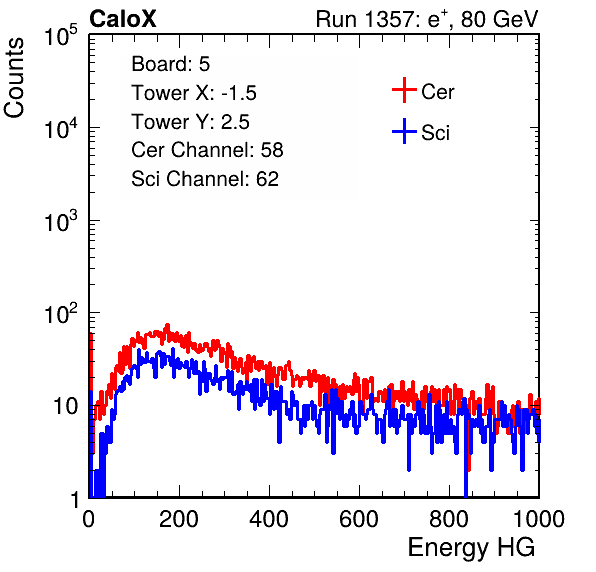 CaloX Run 1357: e⁺, 80 GeV
Counts
Board: 5
Tower X: -1.5
Tower Y: 2.5
Cer Channel: 58
Sci Channel: 62
Cer
Sci
10⁵
10⁴
10³
10²
10
1
0 200 400 600 800 1000
Energy HG